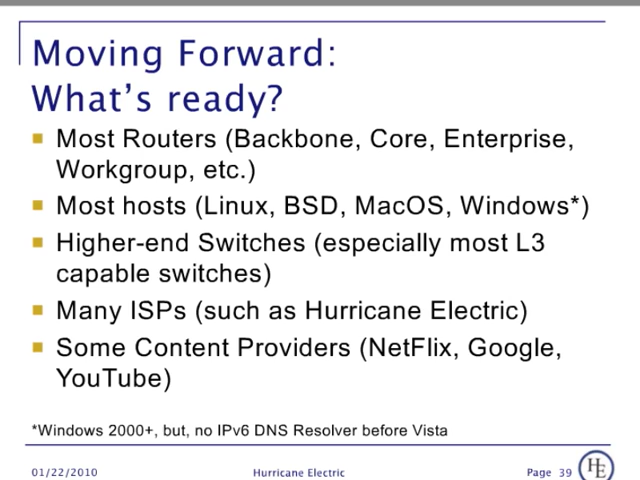 Moving Forward:
What's ready?
Most Routers (Backbone, Core, Enterprise,
Workgroup, etc.)
Most hosts (Linux, BSD, MacOS, Windows*)
Higher-end Switches (especially most L3
capable switches)
Many ISPs (such as Hurricane Electric)
Some Content Providers (NetFlix, Google,
YouTube)
*Windows 2000+, but, no IPv6 DNS Resolver before Vista
01/22/2010 Hurricane Electric Page 39 HE